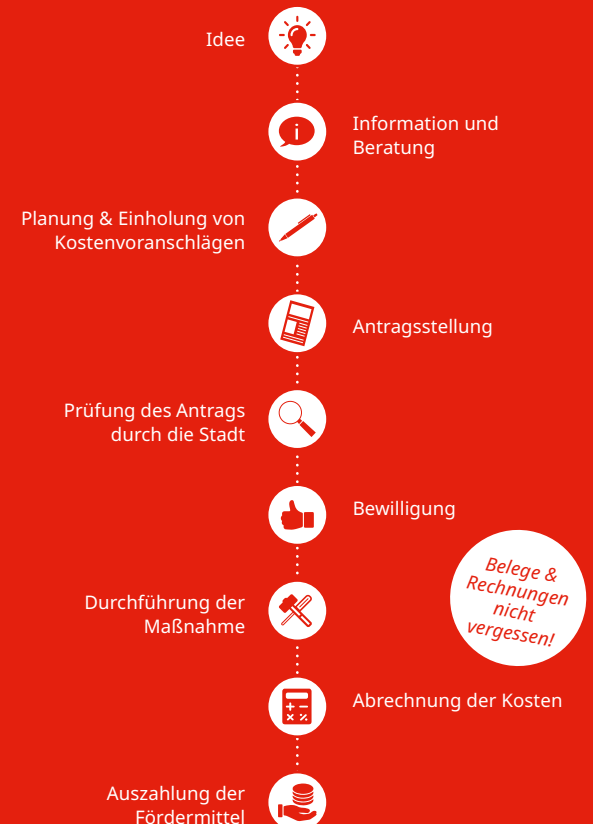 Idee
Information und
Beratung
Planung & Einholung von
Kostenvoranschlägen
Antragsstellung
Prüfung des Antrags
durch die Stadt
Bewilligung
Belege &
Rechnungen
nicht
vergessen!
Durchführung der
Maßnahme
Abrechnung der Kosten
Auszahlung der
Fördermittel